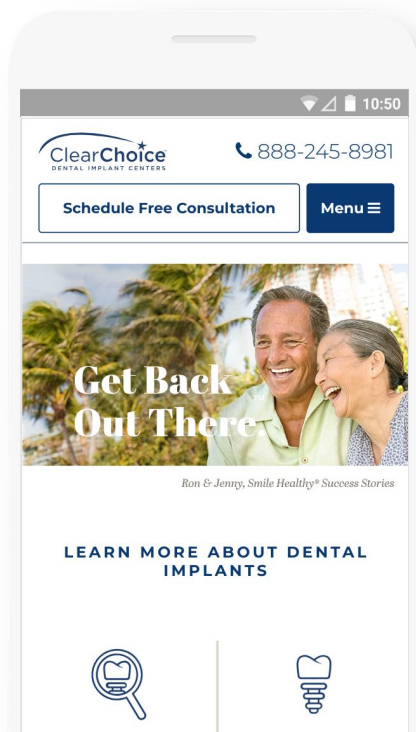 10:50
ClearChoice
DENTAL IMPLANT CENTERS
888-245-8981
Schedule Free Consultation
Menu
Get Back
Out There.™
Ron & Jenny, Smile Healthy® Success Stories
LEARN MORE ABOUT DENTAL
IMPLANTS